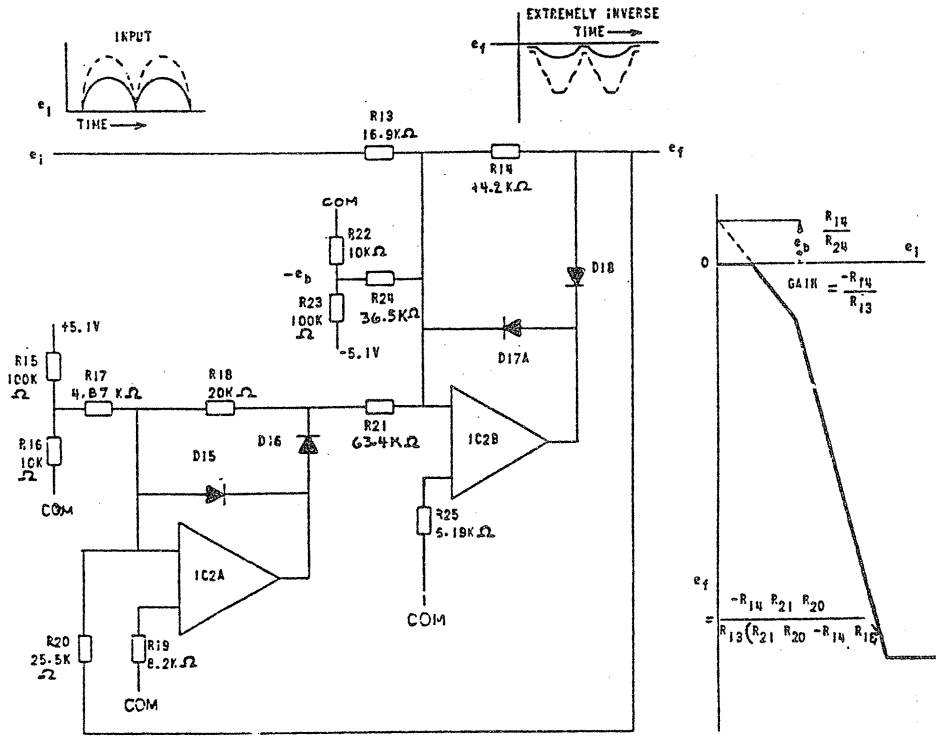 INPUT
e1
TIME
EXTREMELY INVERSE
TIME
ef
R13
16.9KΩ
ei
ef
R14
44.2KΩ
COM
R22
10KΩ
-eb
R24
36.5KΩ
R23
100K
Ω
-5.1V
D18
D17A
+5.1V
R15
100K
Ω
R17
4.87 KΩ
R18
20KΩ
R21
63.4KΩ
R16
10K
Ω
COM
D15
D16
IC2B
R25
5.19KΩ
COM
IC2A
R20
25.5K
Ω
R19
8.2KΩ
COM
0
eb
R14
R24
e1
GAIN = -R14
R13
ef
= -R14 R21 R20
R13(R21 R20 -R14 R18)